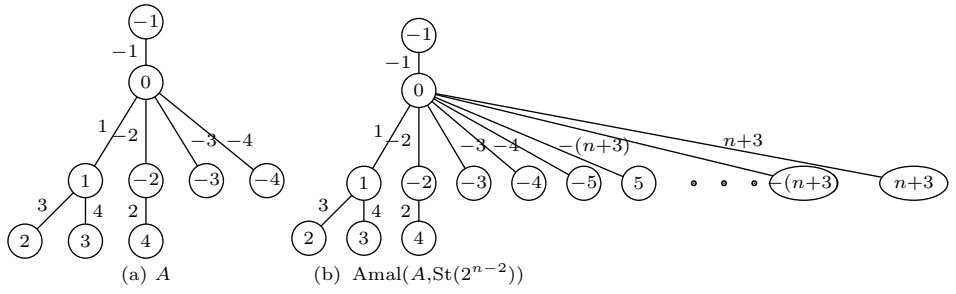 −1 −1
−1 −1
0 0
1 −2 −3 −4 1 −2 −3 −4 −(n+3) n+3
1 −2 −3 −4 1 −2 −3 −4 −5 5 −(n+3) n+3
3 4 2 3 4 2
2 3 4 2 3 4
(a) A (b) Amal(A,St(2ⁿ⁻²))